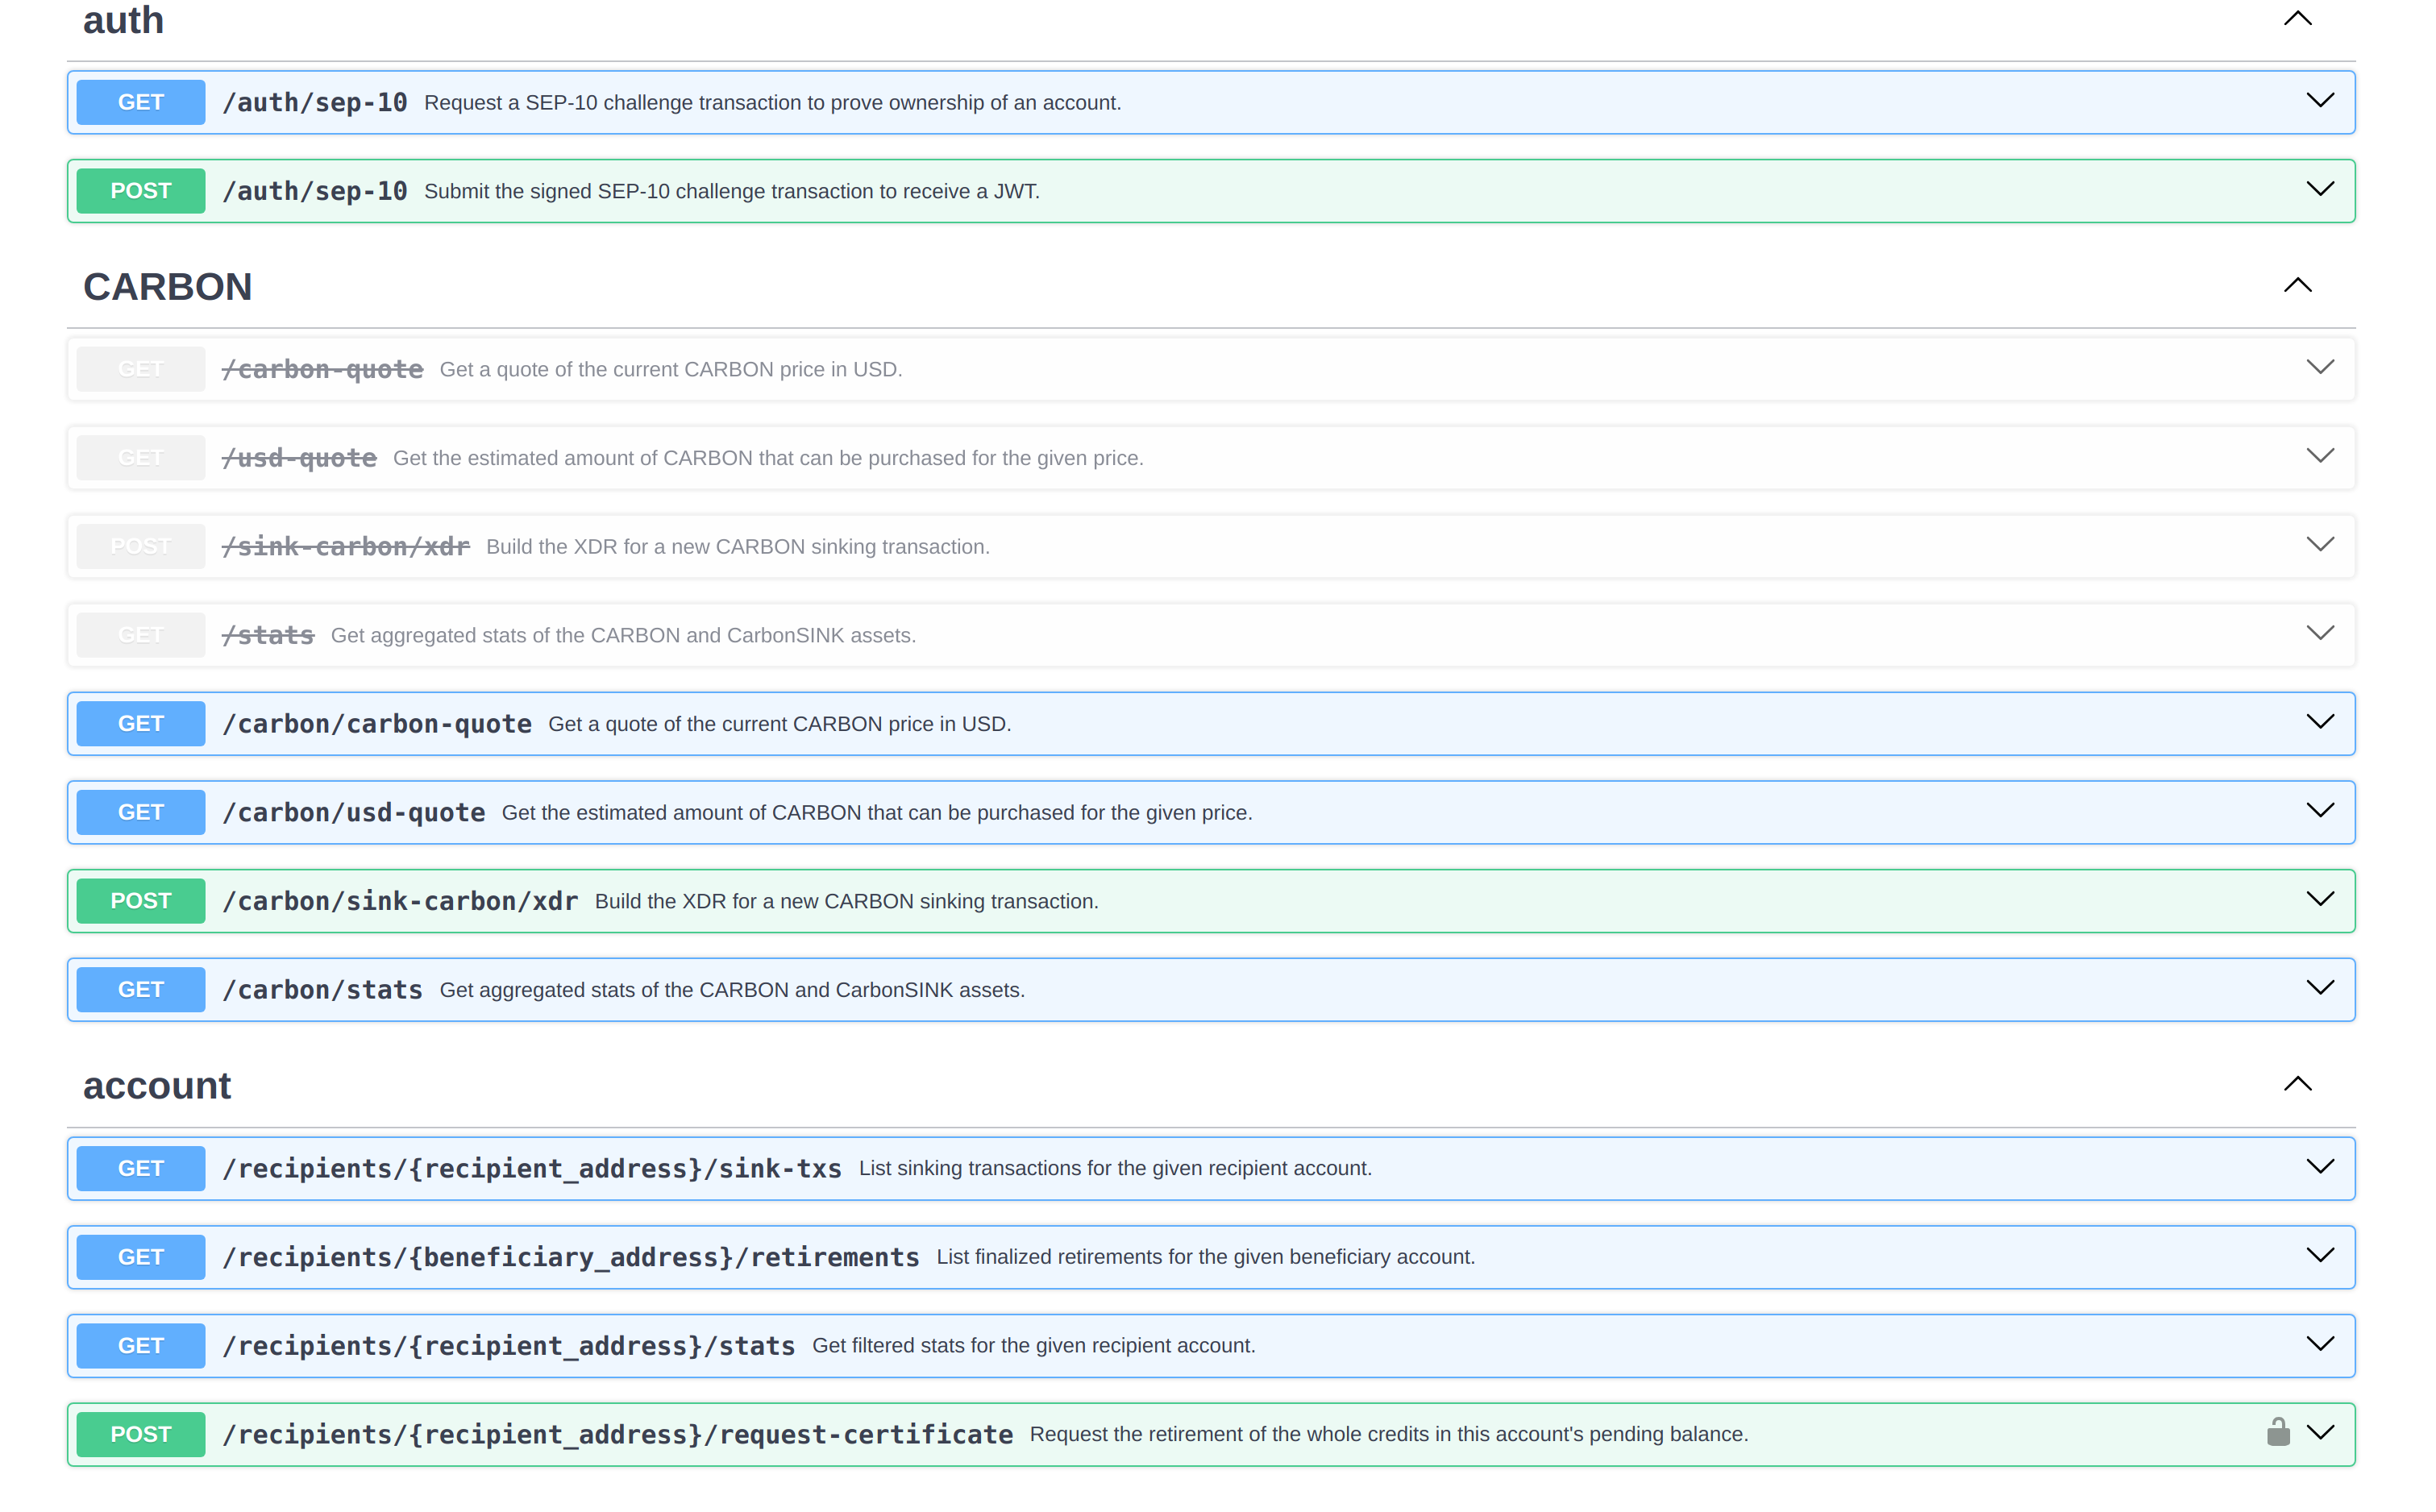 auth
GET /auth/sep-10 Request a SEP-10 challenge transaction to prove ownership of an account.
POST /auth/sep-10 Submit the signed SEP-10 challenge transaction to receive a JWT.
CARBON
GET /carbon-quote Get a quote of the current CARBON price in USD.
GET /usd-quote Get the estimated amount of CARBON that can be purchased for the given price.
POST /sink-carbon/xdr Build the XDR for a new CARBON sinking transaction.
GET /stats Get aggregated stats of the CARBON and CarbonSINK assets.
GET /carbon/carbon-quote Get a quote of the current CARBON price in USD.
GET /carbon/usd-quote Get the estimated amount of CARBON that can be purchased for the given price.
POST /carbon/sink-carbon/xdr Build the XDR for a new CARBON sinking transaction.
GET /carbon/stats Get aggregated stats of the CARBON and CarbonSINK assets.
account
GET /recipients/{recipient_address}/sink-txs List sinking transactions for the given recipient account.
GET /recipients/{beneficiary_address}/retirements List finalized retirements for the given beneficiary account.
GET /recipients/{recipient_address}/stats Get filtered stats for the given recipient account.
POST /recipients/{recipient_address}/request-certificate Request the retirement of the whole credits in this account's pending balance.